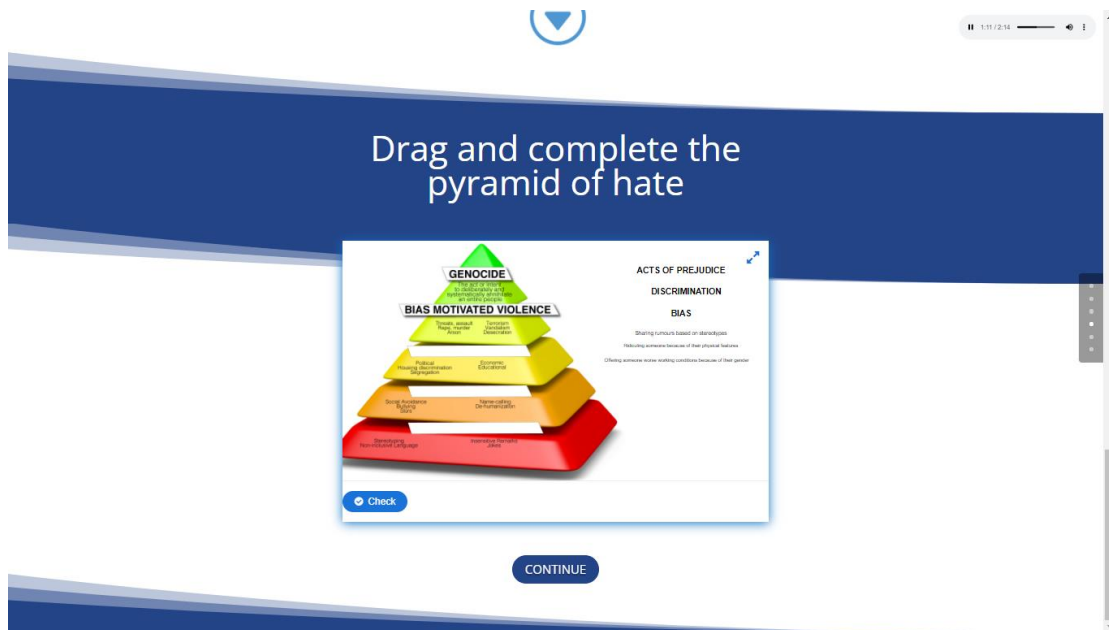 1:11 / 2:14
Drag and complete the
pyramid of hate
GENOCIDE
The act or intent
to deliberately and
systematically annihilate
an entire people
BIAS MOTIVATED VIOLENCE
Threats, assault
Rape, murder
Arson
Terrorism
Vandalism
Desecration
Political
Housing discrimination
Segregation
Economic
Educational
Social Avoidance
Bullying
Slurs
Name-calling
De-humanization
Stereotyping
Non-inclusive Language
Insensitive Remarks
Jokes
ACTS OF PREJUDICE
DISCRIMINATION
BIAS
Sharing rumours based on stereotypes
Ridiculing someone because of their physical features
Offering someone worse working conditions because of their gender
Check
CONTINUE